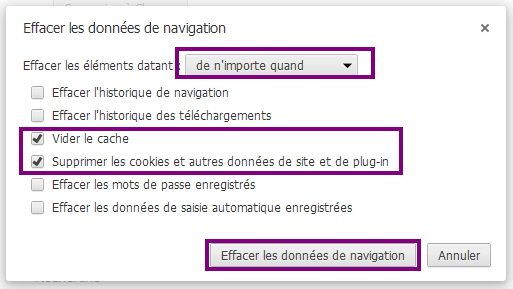 Effacer les données de navigation
Effacer les éléments datant : de n'importe quand
Effacer l'historique de navigation
Effacer l'historique des téléchargements
Vider le cache
Supprimer les cookies et autres données de site et de plug-in
Effacer les mots de passe enregistrés
Effacer les données de saisie automatique enregistrées
Effacer les données de navigation Annuler